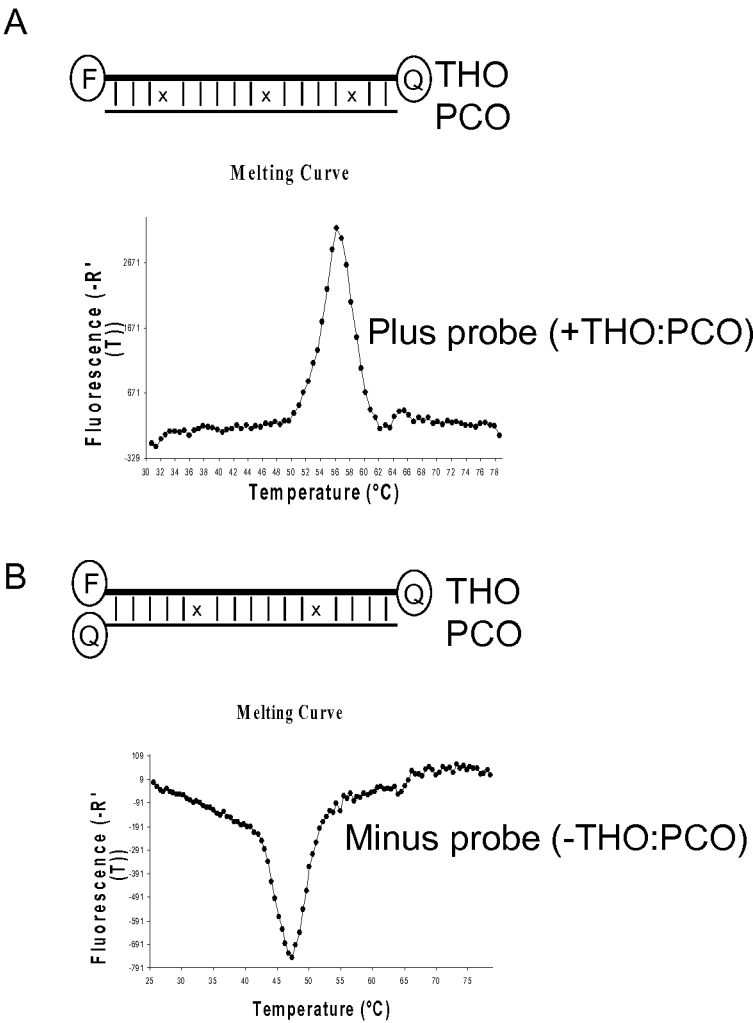 A
F
Q
THO
x x x
PCO
Melting Curve
Fluorescence (-R'
(T))
2671
1671
671
-329
Plus probe (+THO:PCO)
30 32 34 36 38 40 42 44 46 48 50 52 54 56 58 60 62 64 66 68 70 72 74 76 78
Temperature (ºC)
B
F
Q
THO
x x
Q
PCO
Melting Curve
Fluorescence (-R'
(T))
109
9
-91
-191
-291
-391
-491
-591
-691
-791
Minus probe (-THO:PCO)
25 30 35 40 45 50 55 60 65 70 75
Temperature (ºC)